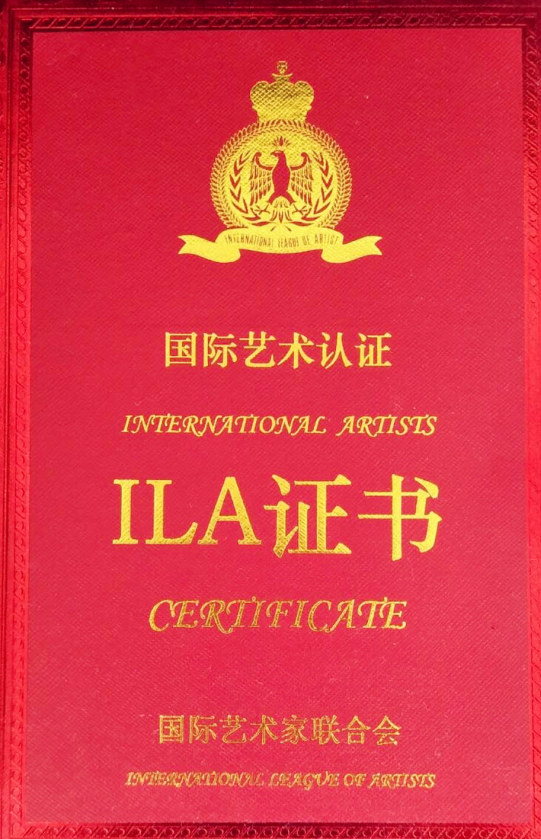 INTERNATIONAL LEAGUE OF ARTIST
国际艺术认证
INTERNATIONAL ARTISTS
ILA证书
CERTIFICATE
国际艺术家联合会
INTERNATIONAL LEAGUE OF ARTISTS